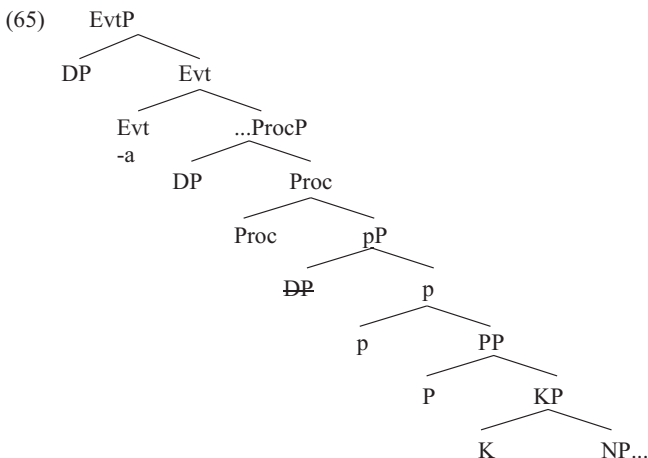 (65) EvtP
DP Evt
Evt ...ProcP
-a
DP Proc
Proc pP
DP p
p PP
P KP
K NP...